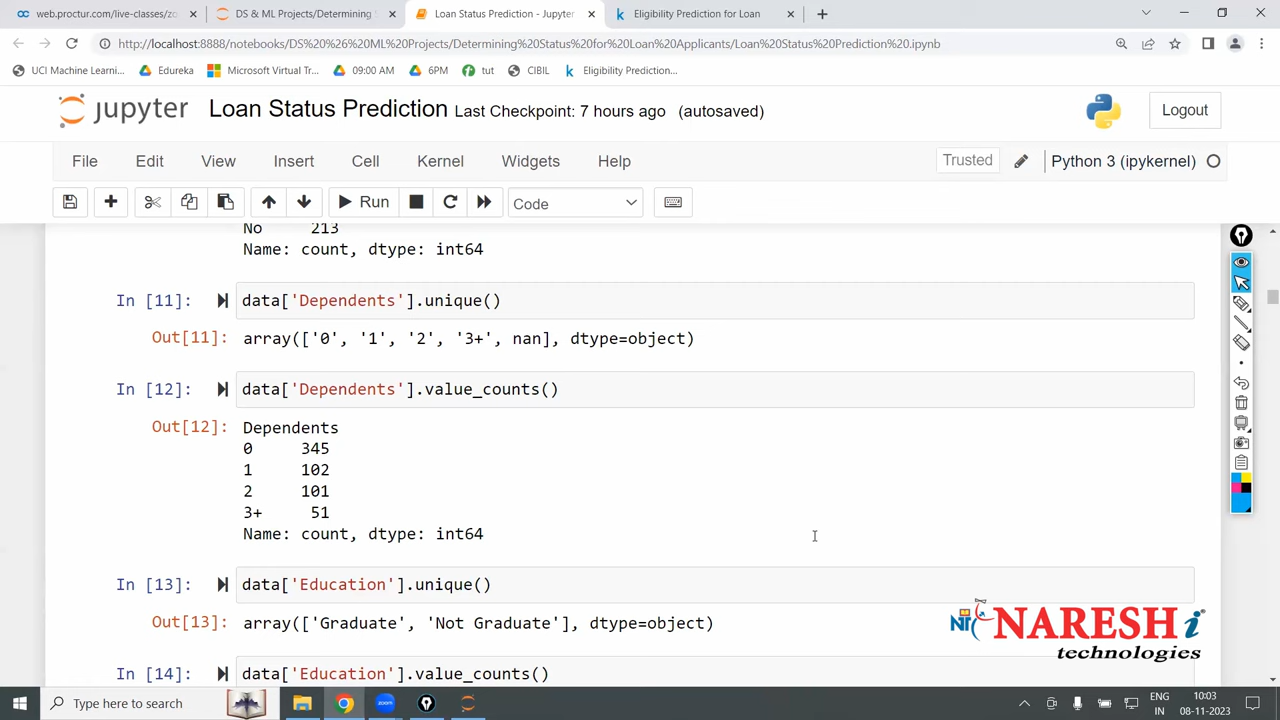 web.proctur.com/live-classes/zo
DS & ML Projects/Determining S
Loan Status Prediction - Jupyter
Eligibility Prediction for Loan
http://localhost:8888/notebooks/DS%20%26%20ML%20Projects/Determining%20Status%20for%20Loan%20Applicants/Loan%20Status%20Prediction%20.ipynb
UCI Machine Learni...
Edureka
Microsoft Virtual Tr...
09:00 AM
6PM
tut
CIBIL
Eligibility Prediction...
jupyter Loan Status Prediction Last Checkpoint: 7 hours ago (autosaved)
Logout
File Edit View Insert Cell Kernel Widgets Help
Trusted
Python 3 (ipykernel)
Run
Code
No 213
Name: count, dtype: int64
In [11]: data['Dependents'].unique()
Out[11]: array(['0', '1', '2', '3+', nan], dtype=object)
In [12]: data['Dependents'].value_counts()
Out[12]: Dependents
0 345
1 102
2 101
3+ 51
Name: count, dtype: int64
In [13]: data['Education'].unique()
Out[13]: array(['Graduate', 'Not Graduate'], dtype=object)
In [14]: data['Education'].value_counts()
NARESH i
technologies
Type here to search
zoom
ENG
IN
10:03
08-11-2023